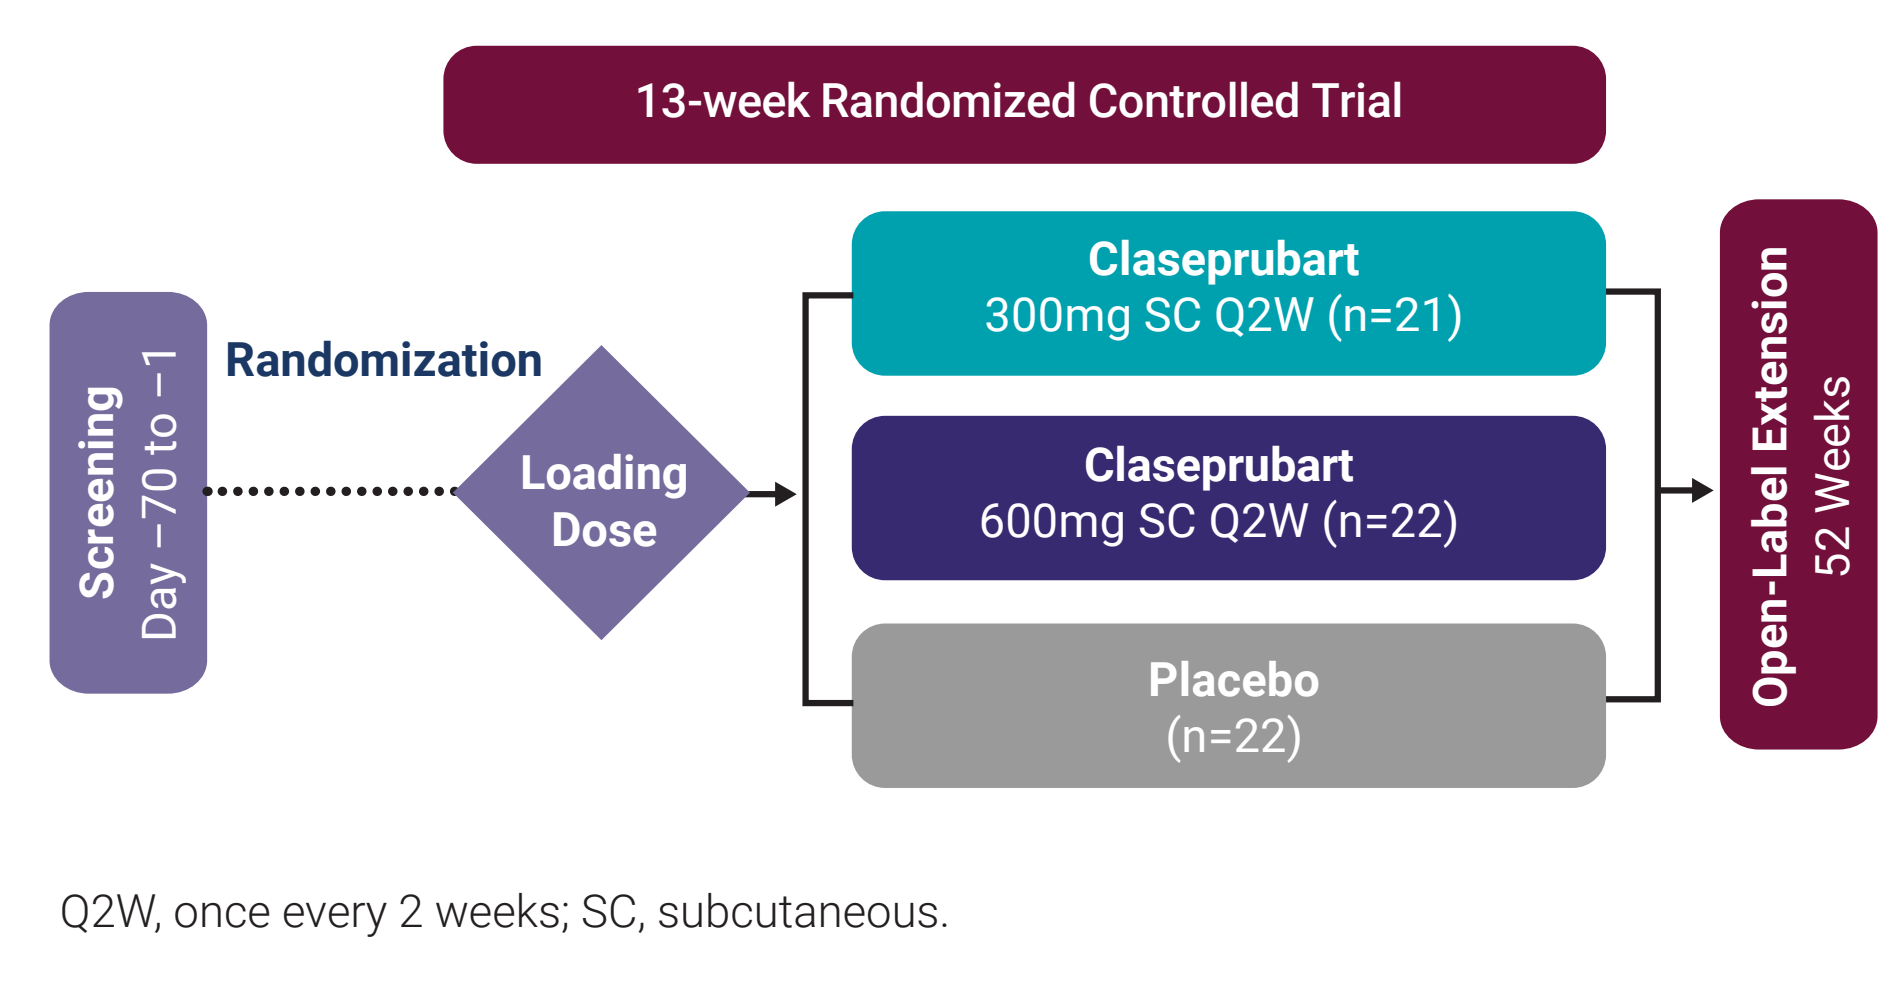 13-week Randomized Controlled Trial
Screening
Day –70 to –1
Randomization
Loading
Dose
Claseprubart
300mg SC Q2W (n=21)
Claseprubart
600mg SC Q2W (n=22)
Placebo
(n=22)
Open-Label Extension
52 Weeks
Q2W, once every 2 weeks; SC, subcutaneous.